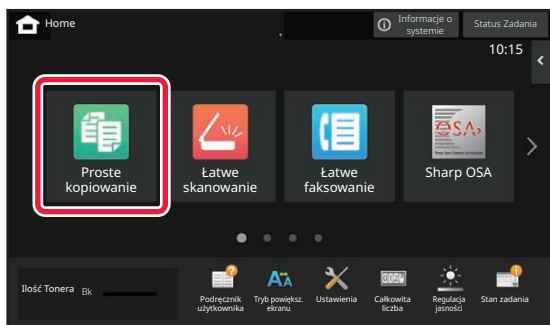 Home
Informacje o
systemie
Status Zadania
10:15
Proste
kopiowanie
Łatwe
skanowanie
Łatwe
faksowanie
Sharp OSA
OSA
Ilość Tonera Bk
Podręcznik
użytkownika
Tryb powiększ.
ekranu
Ustawienia
Całkowita
liczba
Regulacja
jasności
Stan zadania